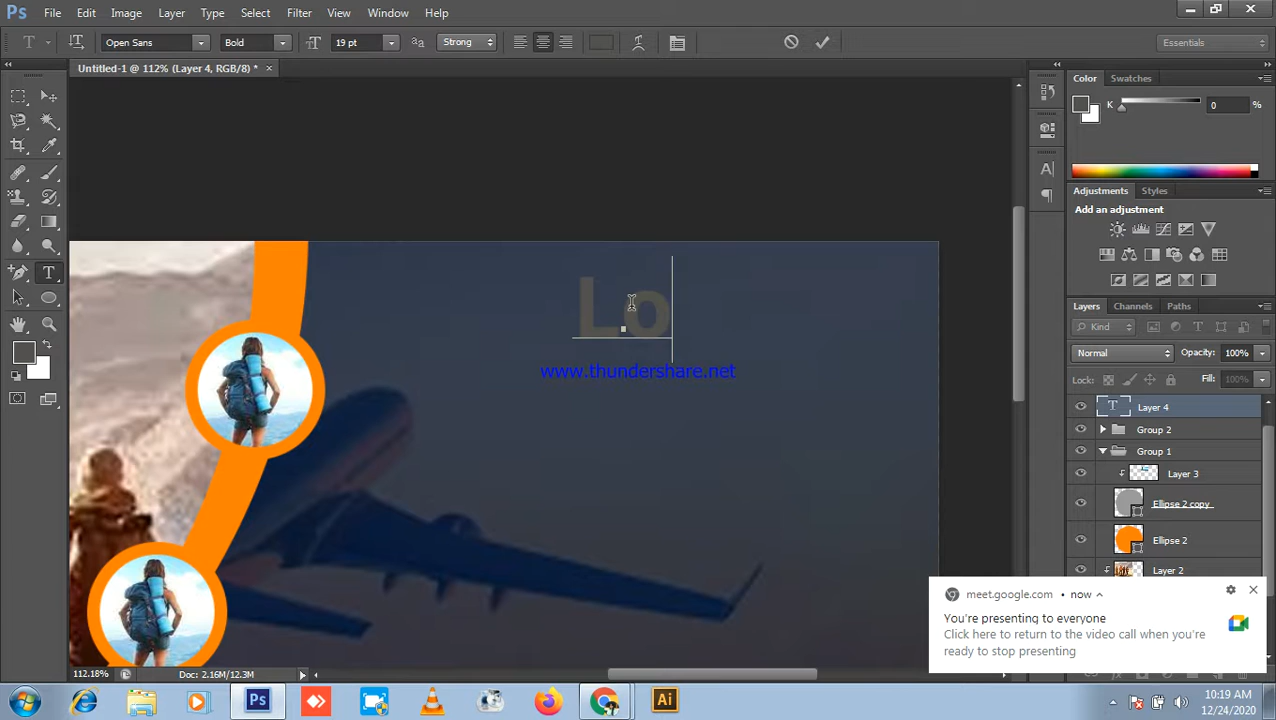 Ps File Edit Image Layer Type Select Filter 3D View Window Help
T Open Sans Bold 19 pt aa Strong Essentials
Untitled-1 @ 112% (Layer 4, RGB/8) * ×
Color Swatches
K 0 %
Adjustments Styles
Add an adjustment
Lo
www.thundershare.net
Layers Channels Paths
Kind
Normal Opacity: 100%
Lock: Fill: 100%
Layer 4
Group 2
Group 1
Layer 3
Ellipse 2 copy
Ellipse 2
Layer 2
meet.google.com • now
You're presenting to everyone
Click here to return to the video call when you're
ready to stop presenting
112.18% Doc: 2.16M/12.3M
Ps Ai
10:19 AM
12/24/2020